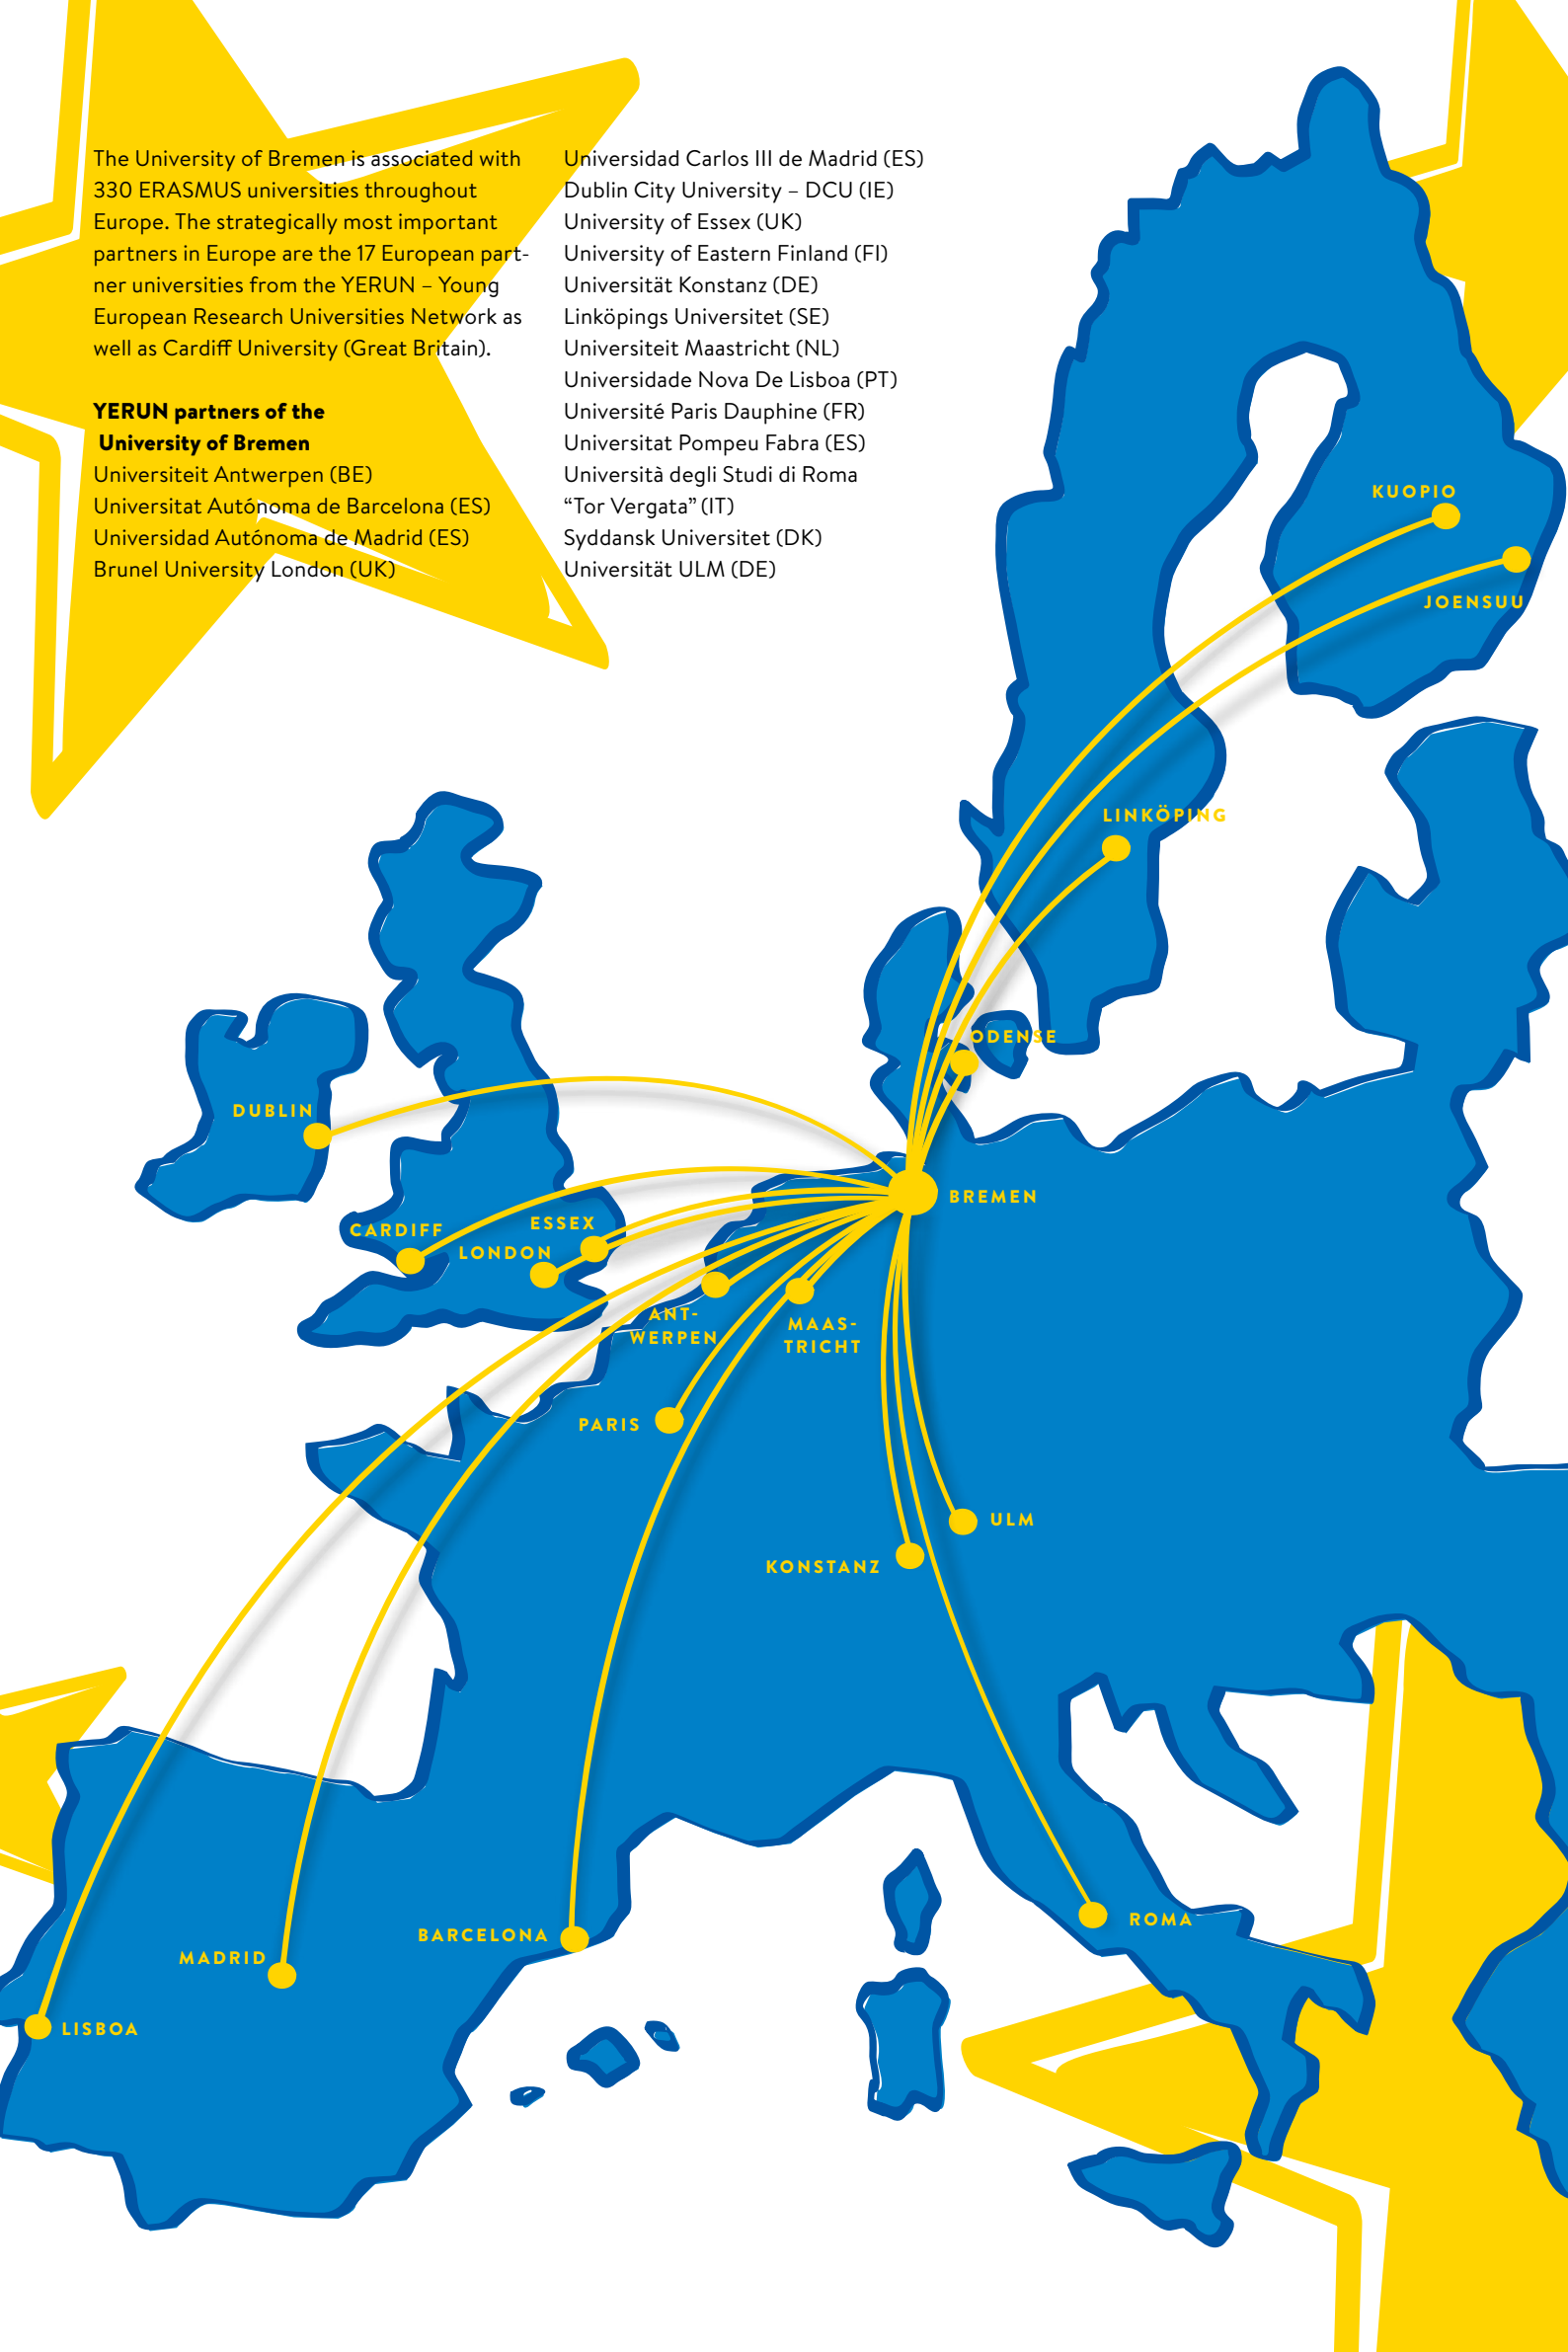 The University of Bremen is associated with
330 ERASMUS universities throughout
Europe. The strategically most important
partners in Europe are the 17 European part-
ner universities from the YERUN – Young
European Research Universities Network as
well as Cardiff University (Great Britain).
YERUN partners of the
University of Bremen
Universiteit Antwerpen (BE)
Universitat Autónoma de Barcelona (ES)
Universidad Autónoma de Madrid (ES)
Brunel University London (UK)
Universidad Carlos III de Madrid (ES)
Dublin City University – DCU (IE)
University of Essex (UK)
University of Eastern Finland (FI)
Universität Konstanz (DE)
Linköpings Universitet (SE)
Universiteit Maastricht (NL)
Universidade Nova De Lisboa (PT)
Université Paris Dauphine (FR)
Universitat Pompeu Fabra (ES)
Università degli Studi di Roma
“Tor Vergata” (IT)
Syddansk Universitet (DK)
Universität ULM (DE)
KUOPIO
JOENSUU
LINKÖPING
ODENSE
DUBLIN
BREMEN
CARDIFF
ESSEX
LONDON
ANT-
WERPEN
MAAS-
TRICHT
PARIS
ULM
KONSTANZ
ROMA
BARCELONA
MADRID
LISBOA